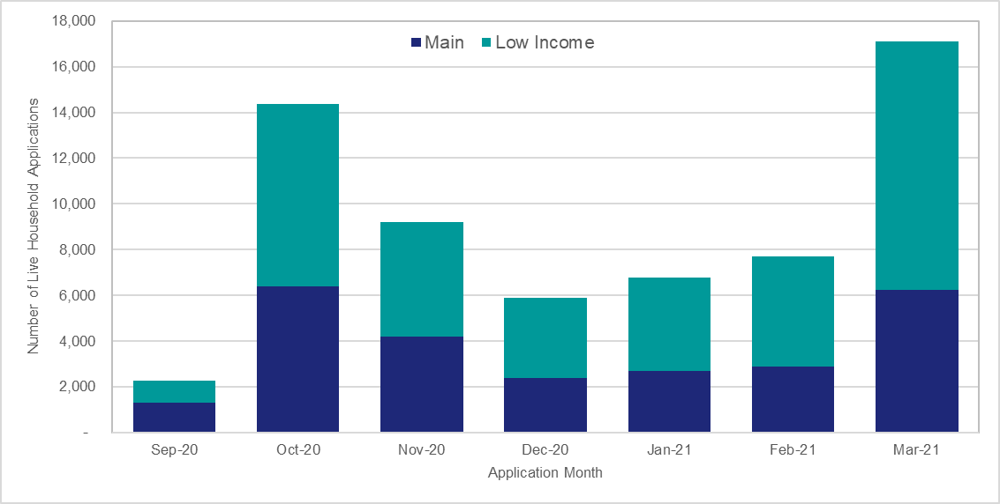 18,000
16,000
14,000
12,000
10,000
8,000
6,000
4,000
2,000
-
Number of Live Household Applications
Main Low Income
Sep-20 Oct-20 Nov-20 Dec-20 Jan-21 Feb-21 Mar-21
Application Month